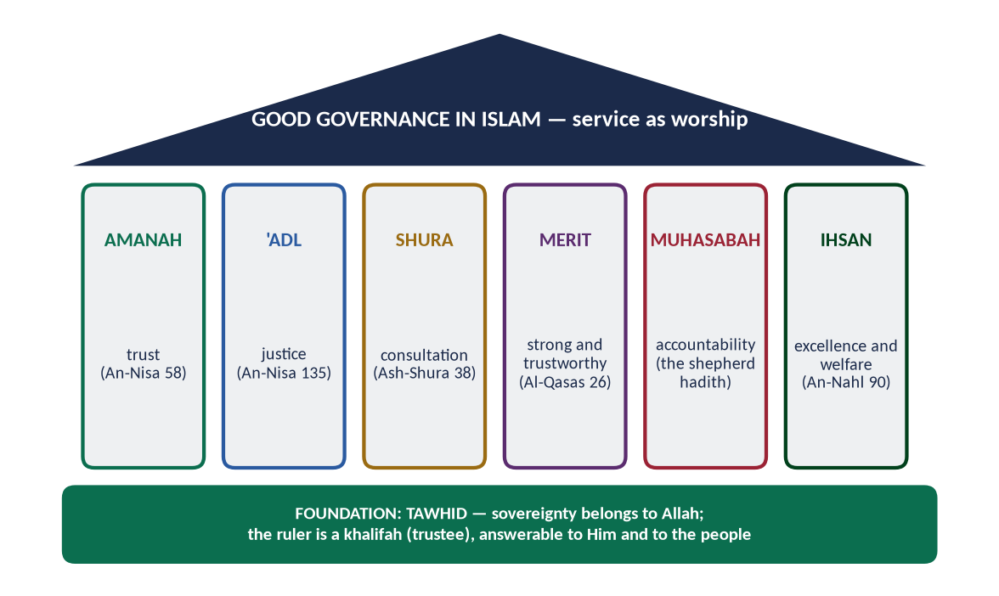 GOOD GOVERNANCE IN ISLAM — service as worship
AMANAH
trust
(An-Nisa 58)
'ADL
justice
(An-Nisa 135)
SHURA
consultation
(Ash-Shura 38)
MERIT
strong and
trustworthy
(Al-Qasas 26)
MUHASABAH
accountability
(the shepherd
hadith)
IHSAN
excellence and
welfare
(An-Nahl 90)
FOUNDATION: TAWHID — sovereignty belongs to Allah;
the ruler is a khalifah (trustee), answerable to Him and to the people